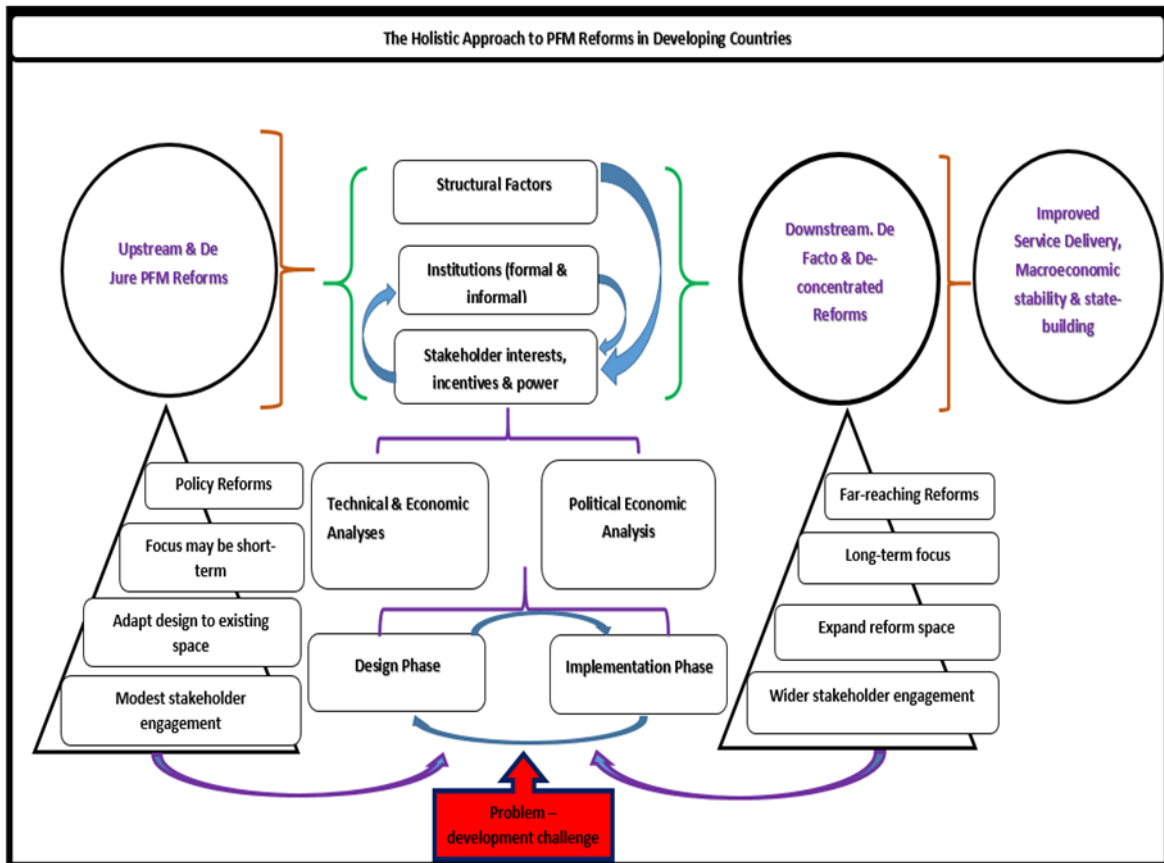 The Holistic Approach to PFM Reforms in Developing Countries
Upstream & De
Jure PFM Reforms
Structural Factors
Institutions (formal &
informal)
Stakeholder interests,
incentives & power
Downstream. De
Facto & De-
concentrated
Reforms
Improved
Service Delivery,
Macroeconomic
stability & state-
building
Policy Reforms
Focus may be short-
term
Adapt design to existing
space
Modest stakeholder
engagement
Technical & Economic
Analyses
Political Economic
Analysis
Design Phase
Implementation Phase
Far-reaching Reforms
Long-term focus
Expand reform space
Wider stakeholder engagement
Problem –
development challenge